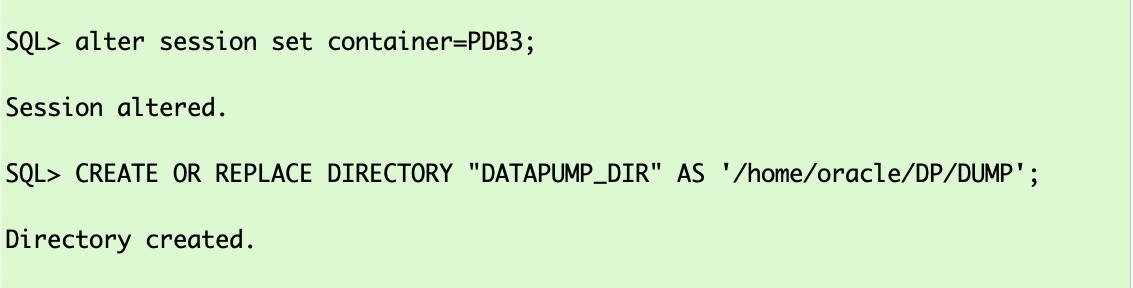 SQL> alter session set container=PDB3;
Session altered.
SQL> CREATE OR REPLACE DIRECTORY "DATAPUMP_DIR" AS '/home/oracle/DP/DUMP';
Directory created.